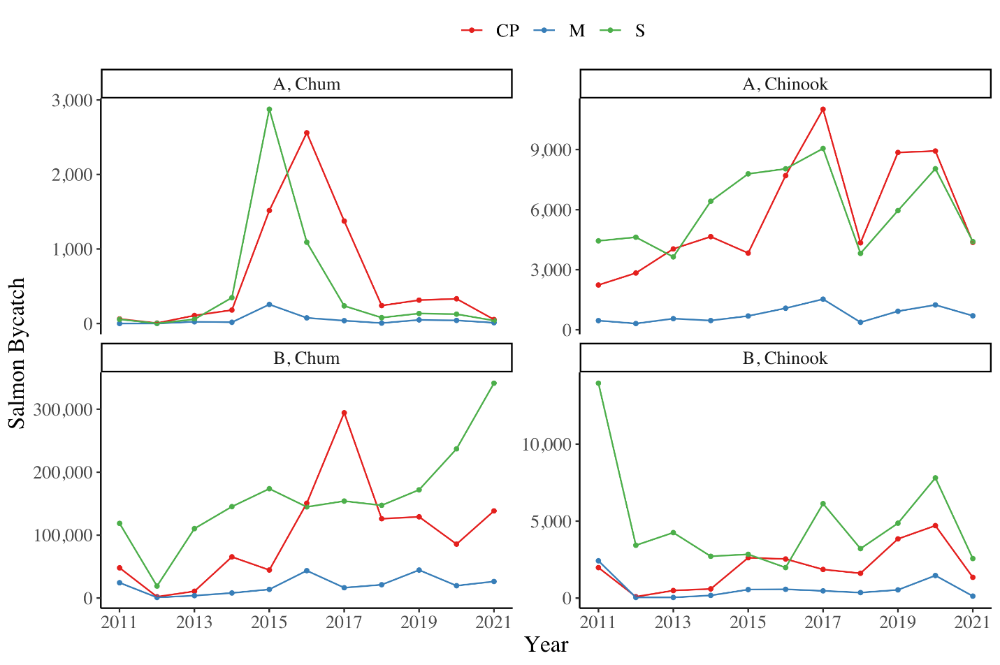 CP M S
A, Chum
A, Chinook
3,000
2,000
1,000
0
9,000
6,000
3,000
0
Salmon Bycatch
B, Chum
B, Chinook
300,000
200,000
100,000
0
10,000
5,000
0
2011 2013 2015 2017 2019 2021
2011 2013 2015 2017 2019 2021
Year